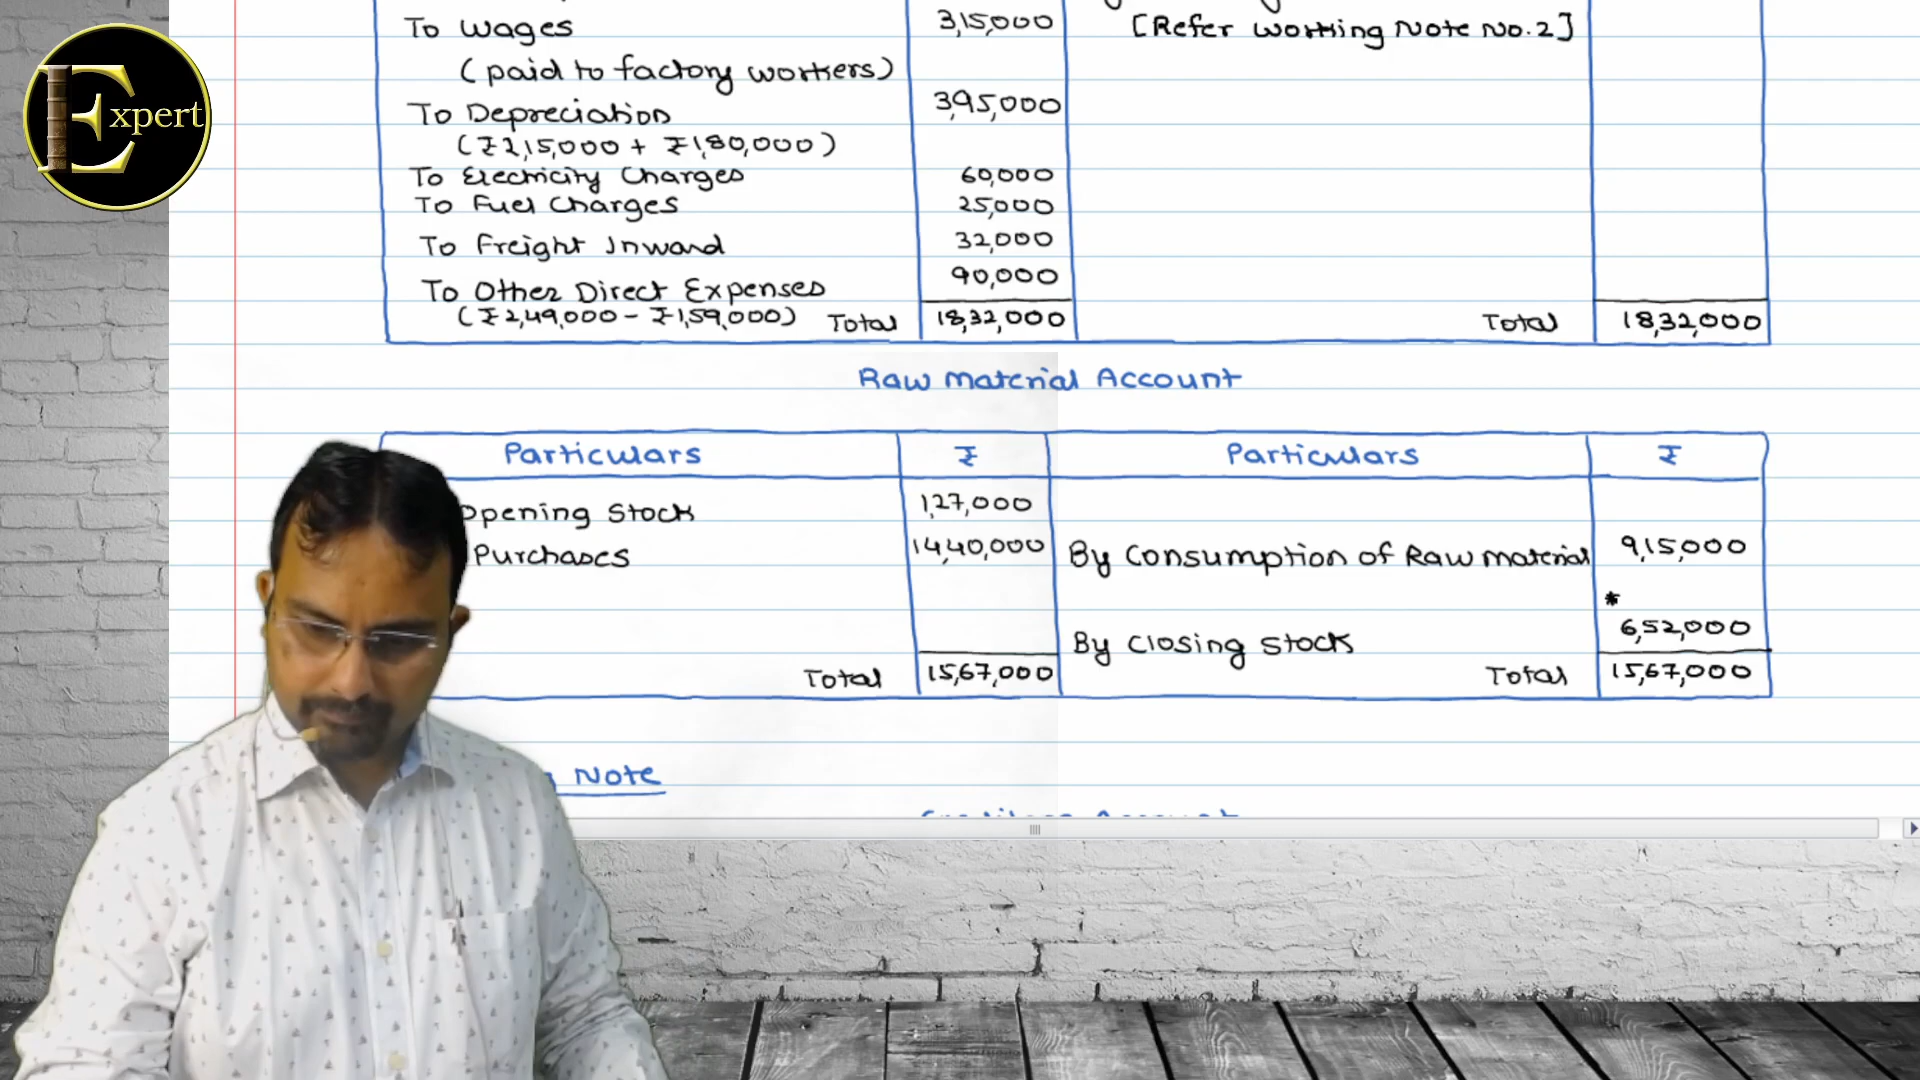 Expert
To Wages 3,15,000 [Refer Working Note No.2]
(paid to factory workers)
To Depreciation 3,95,000
(₹2,15,000 + ₹1,80,000)
To Electricity Charges 60,000
To Fuel Charges 25,000
To Freight Inward 32,000
To Other Direct Expenses 90,000
(₹2,49,000 - ₹1,59,000) Total 18,32,000 Total 18,32,000
Raw Material Account
Particulars ₹ Particulars ₹
Opening Stock 1,27,000
Purchases 14,40,000 By Consumption of Raw material 9,15,000
*
By Closing Stock 6,52,000
Total 15,67,000 Total 15,67,000
Note